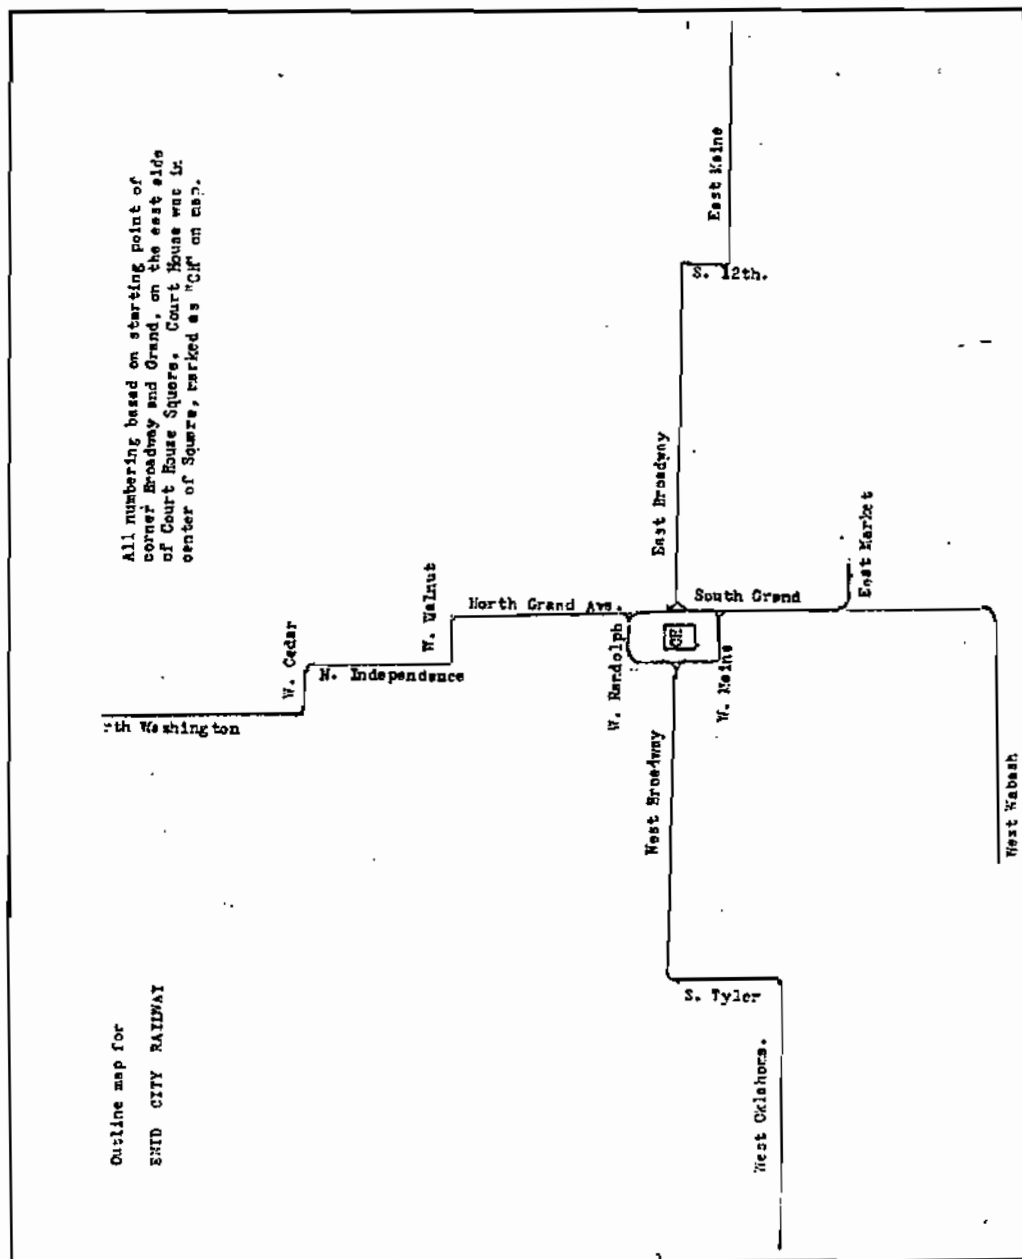 All numbering based on starting point of
corner Broadway and Grand, on the east side
of Court House Square. Court House was in
center of Square, marked as "CH" on map.
East Maine
S. 12th.
East Broadway
East Market
South Grand
North Grand Ave.
W. Walnut
W. Cedar
N. Independence
rth Washington
W. Randolph
CH
W. Maine
West Broadway
West Wabash
S. Tyler
West Oklahoma.
Outline map for
ENID CITY RAILWAY